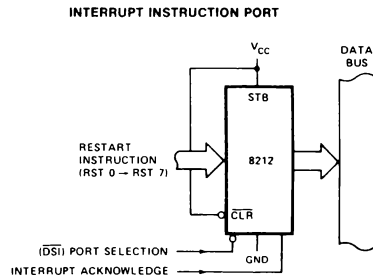 INTERRUPT INSTRUCTION PORT
VCC
DATA
BUS
STB
RESTART
INSTRUCTION
(RST 0 → RST 7)
8212
CLR
(DSI) PORT SELECTION
GND
INTERRUPT ACKNOWLEDGE